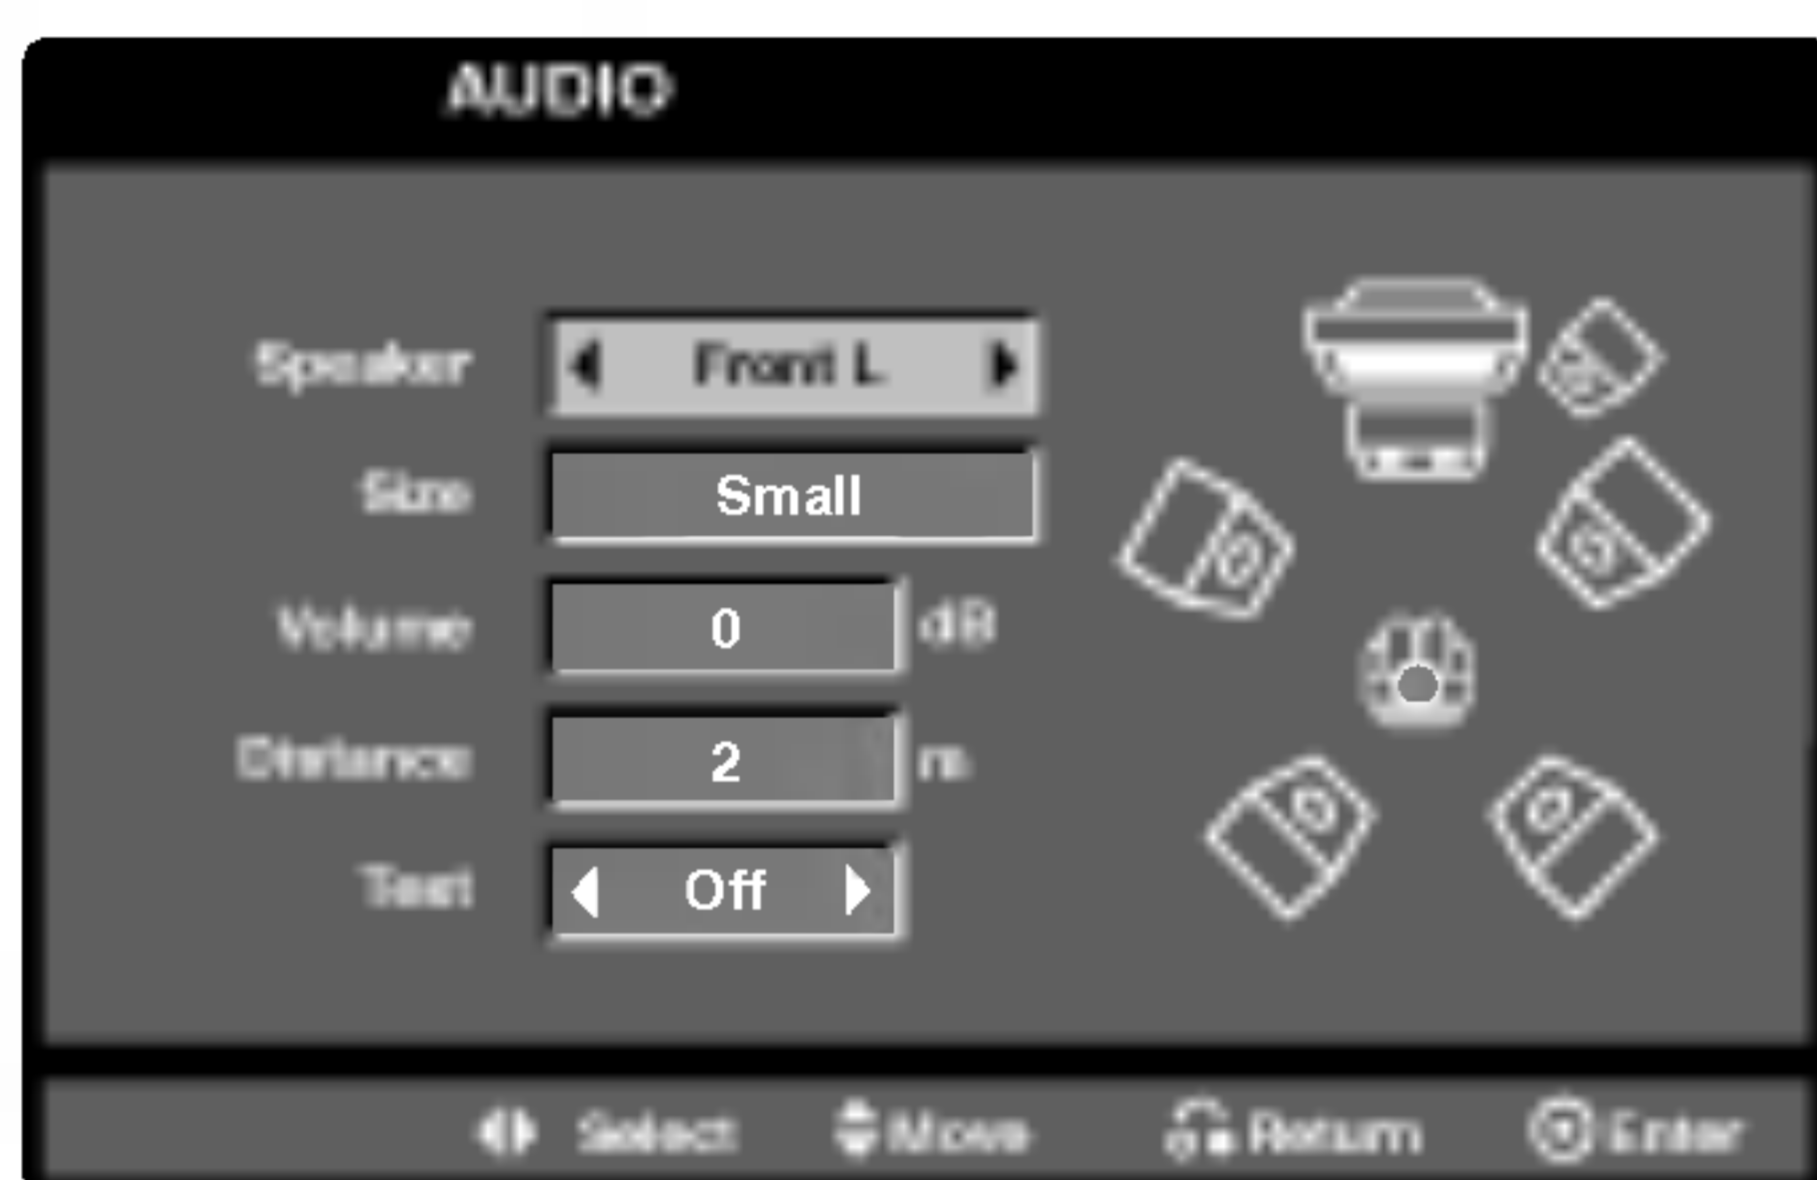 AUDIO
Speaker Front L
Size Small
Volume 0 dB
Distance 2 m
Test Off
Select Move Return Enter